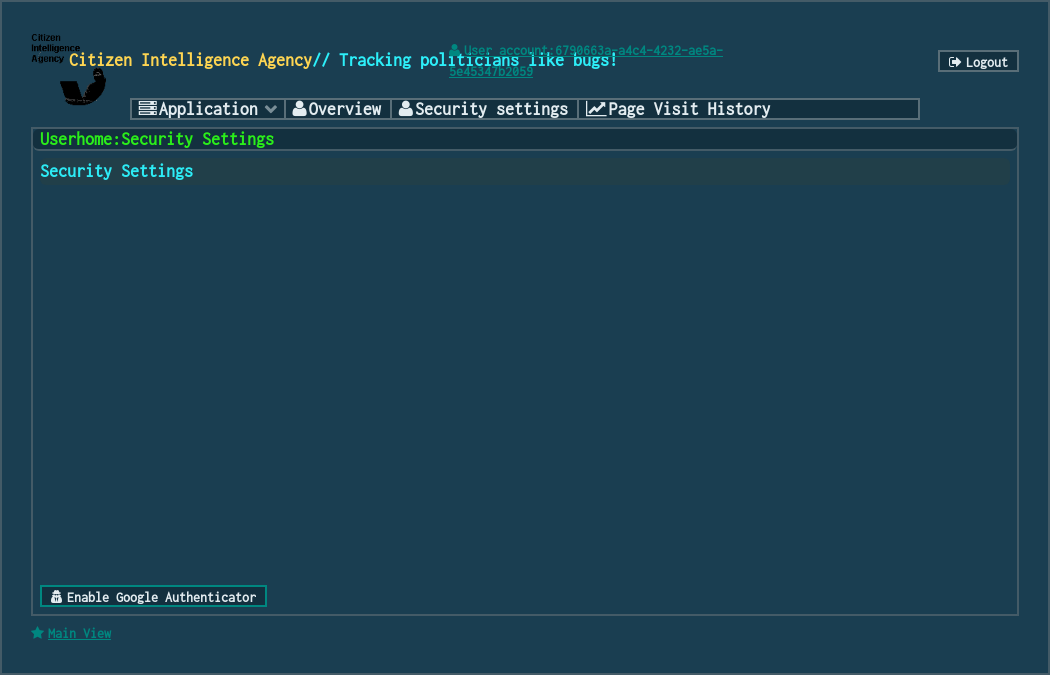 Citizen
Intelligence
Agency
Citizen Intelligence Agency// Tracking politicians like bugs!
User account:6790663a-a4c4-4232-ae5a-
5e45347b2059
Logout
Application
Overview
Security settings
Page Visit History
Userhome:Security Settings
Security Settings
Enable Google Authenticator
Main View